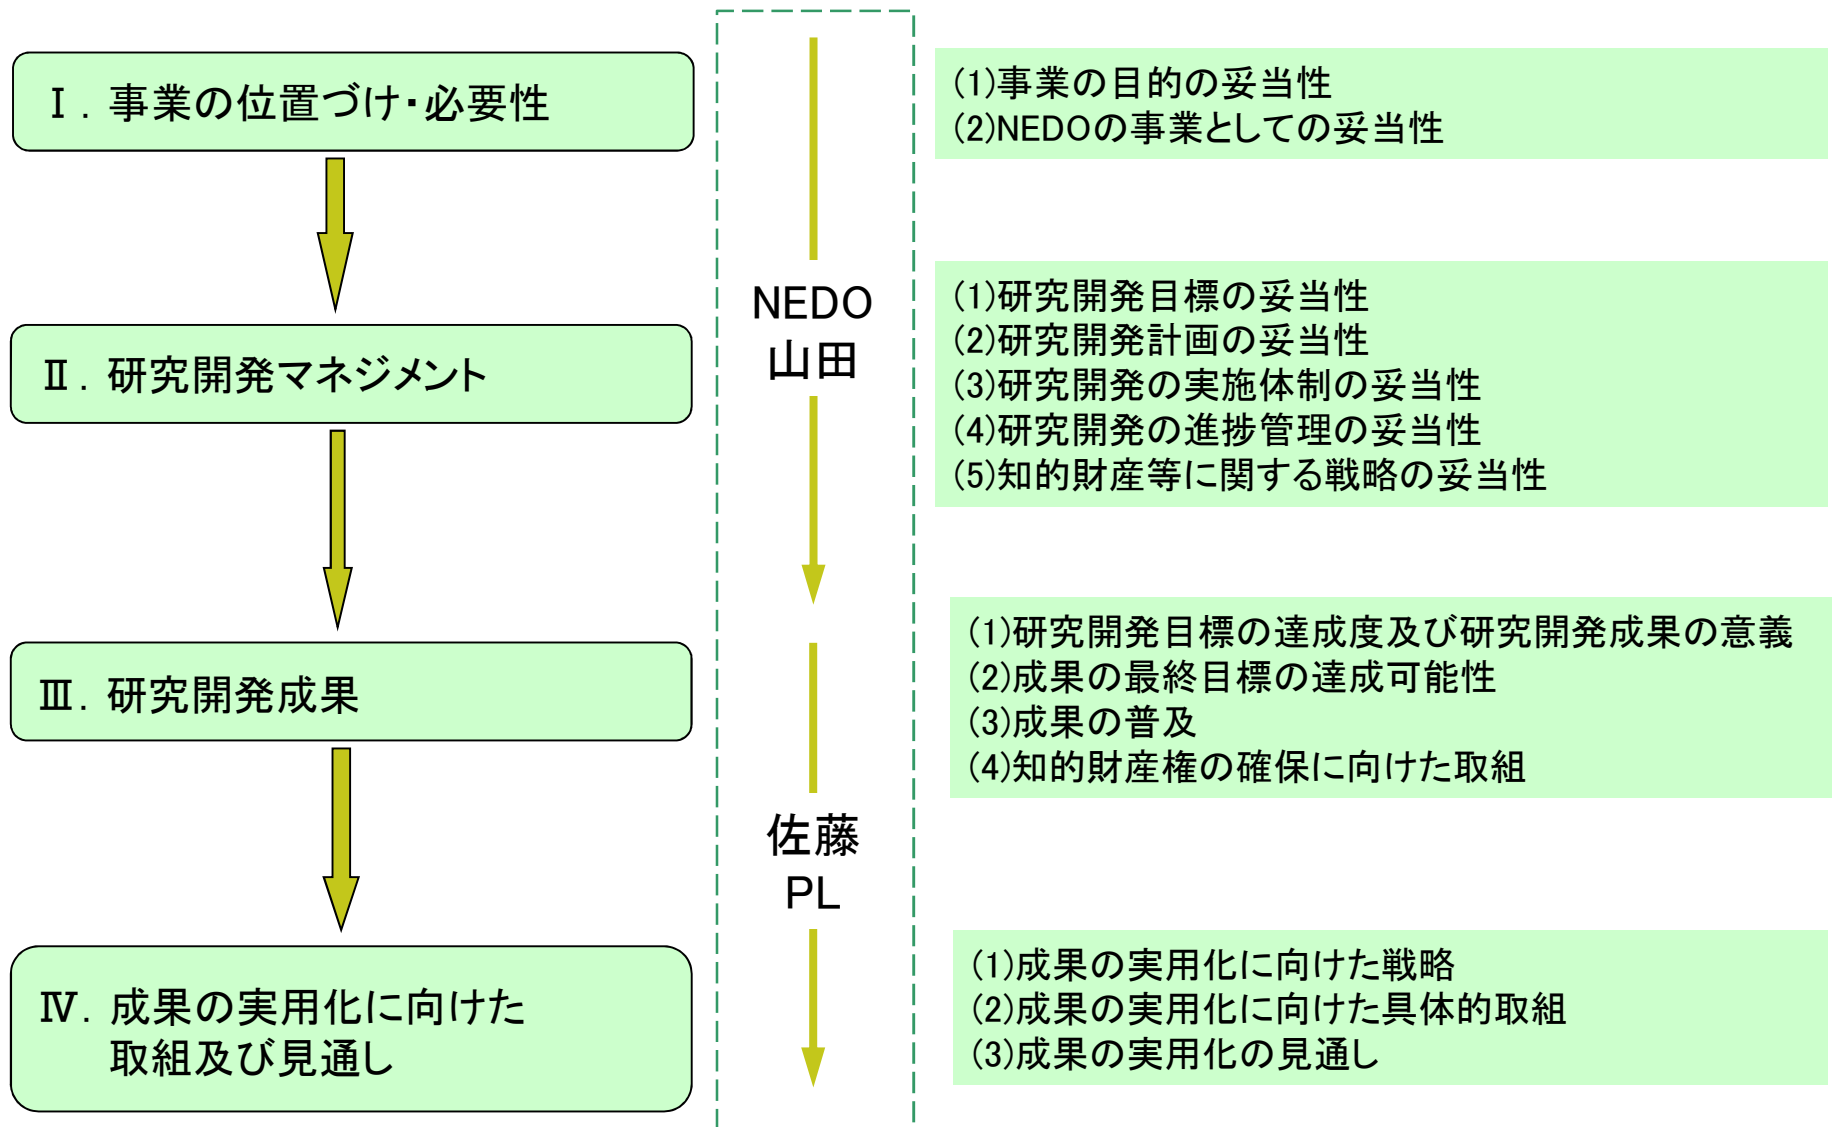 Ⅰ. 事業の位置づけ・必要性
Ⅱ. 研究開発マネジメント
Ⅲ. 研究開発成果
Ⅳ. 成果の実用化に向けた
取組及び見通し
NEDO
山田
佐藤
PL
(1)事業の目的の妥当性
(2)NEDOの事業としての妥当性
(1)研究開発目標の妥当性
(2)研究開発計画の妥当性
(3)研究開発の実施体制の妥当性
(4)研究開発の進捗管理の妥当性
(5)知的財産等に関する戦略の妥当性
(1)研究開発目標の達成度及び研究開発成果の意義
(2)成果の最終目標の達成可能性
(3)成果の普及
(4)知的財産権の確保に向けた取組
(1)成果の実用化に向けた戦略
(2)成果の実用化に向けた具体的取組
(3)成果の実用化の見通し